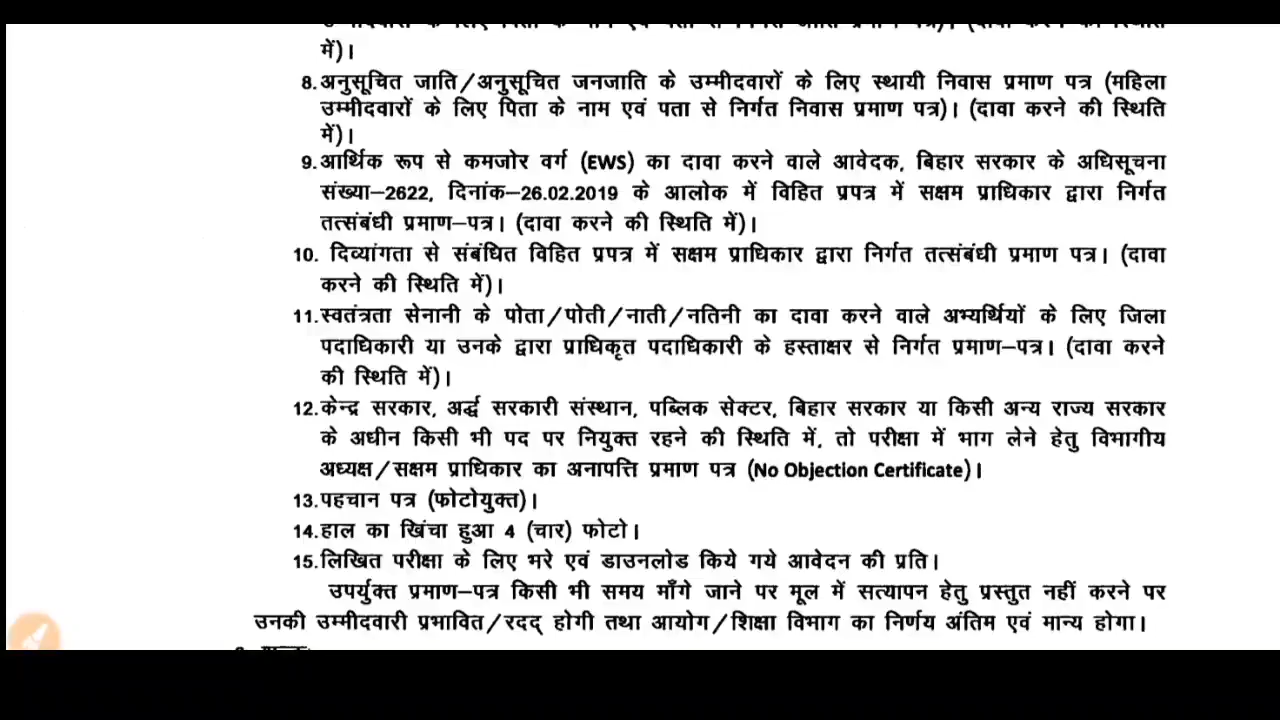 में)।
8. अनुसूचित जाति/अनुसूचित जनजाति के उम्मीदवारों के लिए स्थायी निवास प्रमाण पत्र (महिला
उम्मीदवारों के लिए पिता के नाम एवं पता से निर्गत निवास प्रमाण पत्र)। (दावा करने की स्थिति
में)।
9. आर्थिक रूप से कमजोर वर्ग (EWS) का दावा करने वाले आवेदक, बिहार सरकार के अधिसूचना
संख्या–2622, दिनांक–26.02.2019 के आलोक में विहित प्रपत्र में सक्षम प्राधिकार द्वारा निर्गत
तत्संबंधी प्रमाण–पत्र। (दावा करने की स्थिति में)।
10. दिव्यांगता से संबंधित विहित प्रपत्र में सक्षम प्राधिकार द्वारा निर्गत तत्संबंधी प्रमाण पत्र। (दावा
करने की स्थिति में)।
11. स्वतंत्रता सेनानी के पोता/पोती/नाती/नतिनी का दावा करने वाले अभ्यर्थियों के लिए जिला
पदाधिकारी या उनके द्वारा प्राधिकृत पदाधिकारी के हस्ताक्षर से निर्गत प्रमाण–पत्र। (दावा करने
की स्थिति में)।
12. केन्द्र सरकार, अर्द्ध सरकारी संस्थान, पब्लिक सेक्टर, बिहार सरकार या किसी अन्य राज्य सरकार
के अधीन किसी भी पद पर नियुक्त रहने की स्थिति में, तो परीक्षा में भाग लेने हेतु विभागीय
अध्यक्ष/सक्षम प्राधिकार का अनापत्ति प्रमाण पत्र (No Objection Certificate)।
13. पहचान पत्र (फोटोयुक्त)।
14. हाल का खिंचा हुआ 4 (चार) फोटो।
15. लिखित परीक्षा के लिए भरे एवं डाउनलोड किये गये आवेदन की प्रति।
उपर्युक्त प्रमाण–पत्र किसी भी समय माँगे जाने पर मूल में सत्यापन हेतु प्रस्तुत नहीं करने पर
उनकी उम्मीदवारी प्रभावित/रदद् होगी तथा आयोग/शिक्षा विभाग का निर्णय अंतिम एवं मान्य होगा।